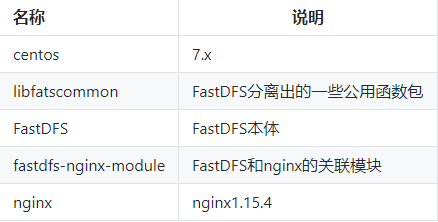 名称 说明
centos 7.x
libfatscommon FastDFS分离出的一些公用函数包
FastDFS FastDFS本体
fastdfs-nginx-module FastDFS和nginx的关联模块
nginx nginx1.15.4